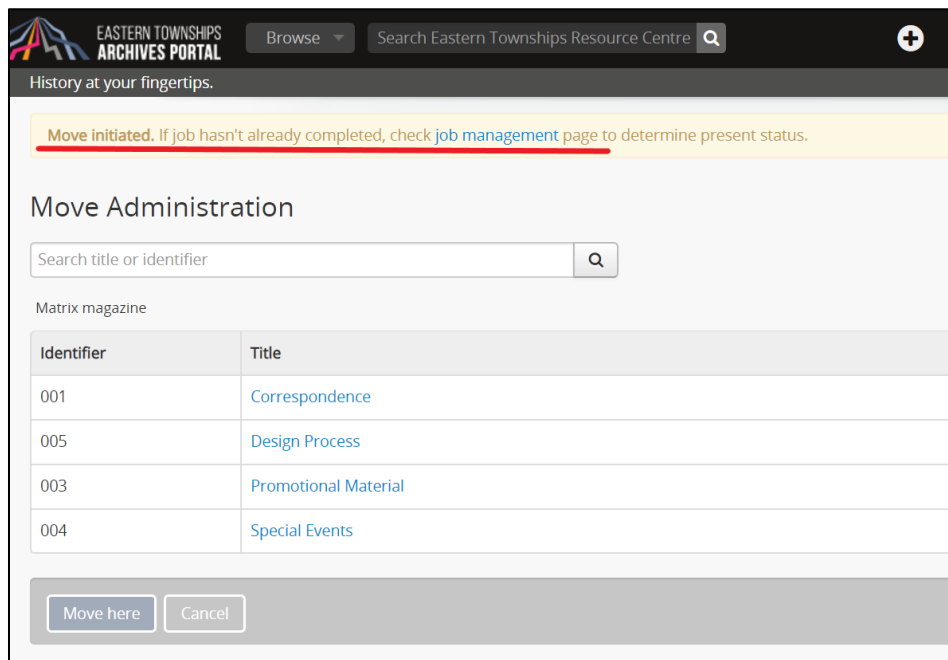 EASTERN TOWNSHIPS
ARCHIVES PORTAL
Browse
Search Eastern Townships Resource Centre
History at your fingertips.
Move initiated. If job hasn't already completed, check job management page to determine present status.
Move Administration
Search title or identifier
Matrix magazine
Identifier Title
001 Correspondence
005 Design Process
003 Promotional Material
004 Special Events
Move here Cancel